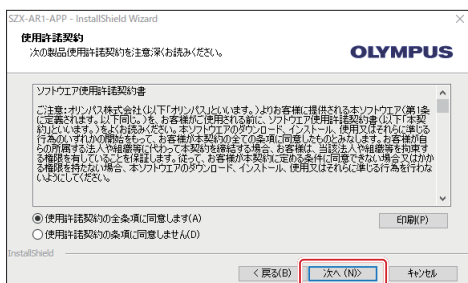 SZX-AR1-APP - InstallShield Wizard
使用許諾契約
次の製品使用許諾契約を注意深くお読みください。
OLYMPUS
ソフトウエア使用許諾契約書
ご注意：オリンパス株式会社(以下「オリンパス」といいます。)よりお客様に提供される本ソフトウエア(第1条
に定義されます。以下同じ。)を、お客様がご使用される前に、ソフトウエア使用許諾契約書(以下「本契
約」といいます。)をよくお読みください。本ソフトウエアのダウンロード、インストール、使用又はそれらに準じる
行為のいずれかの開始をもって、お客様が本契約の全ての条項に同意したものとみなします。お客様が自
らの所属する法人や組織等に代わって本契約を締結する場合、お客様は、当該法人や組織等を拘束す
る権限を有していることを保証します。従って、お客様が本契約に定める条件に同意できない場合又はかか
る権限を持たない場合、本ソフトウエアのダウンロード、インストール、使用又はそれらに準じる行為を行わな
いようにしてください。
使用許諾契約の全条項に同意します(A)
印刷(P)
使用許諾契約の条項に同意しません(D)
InstallShield
< 戻る(B)
次へ (N)>
キャンセル